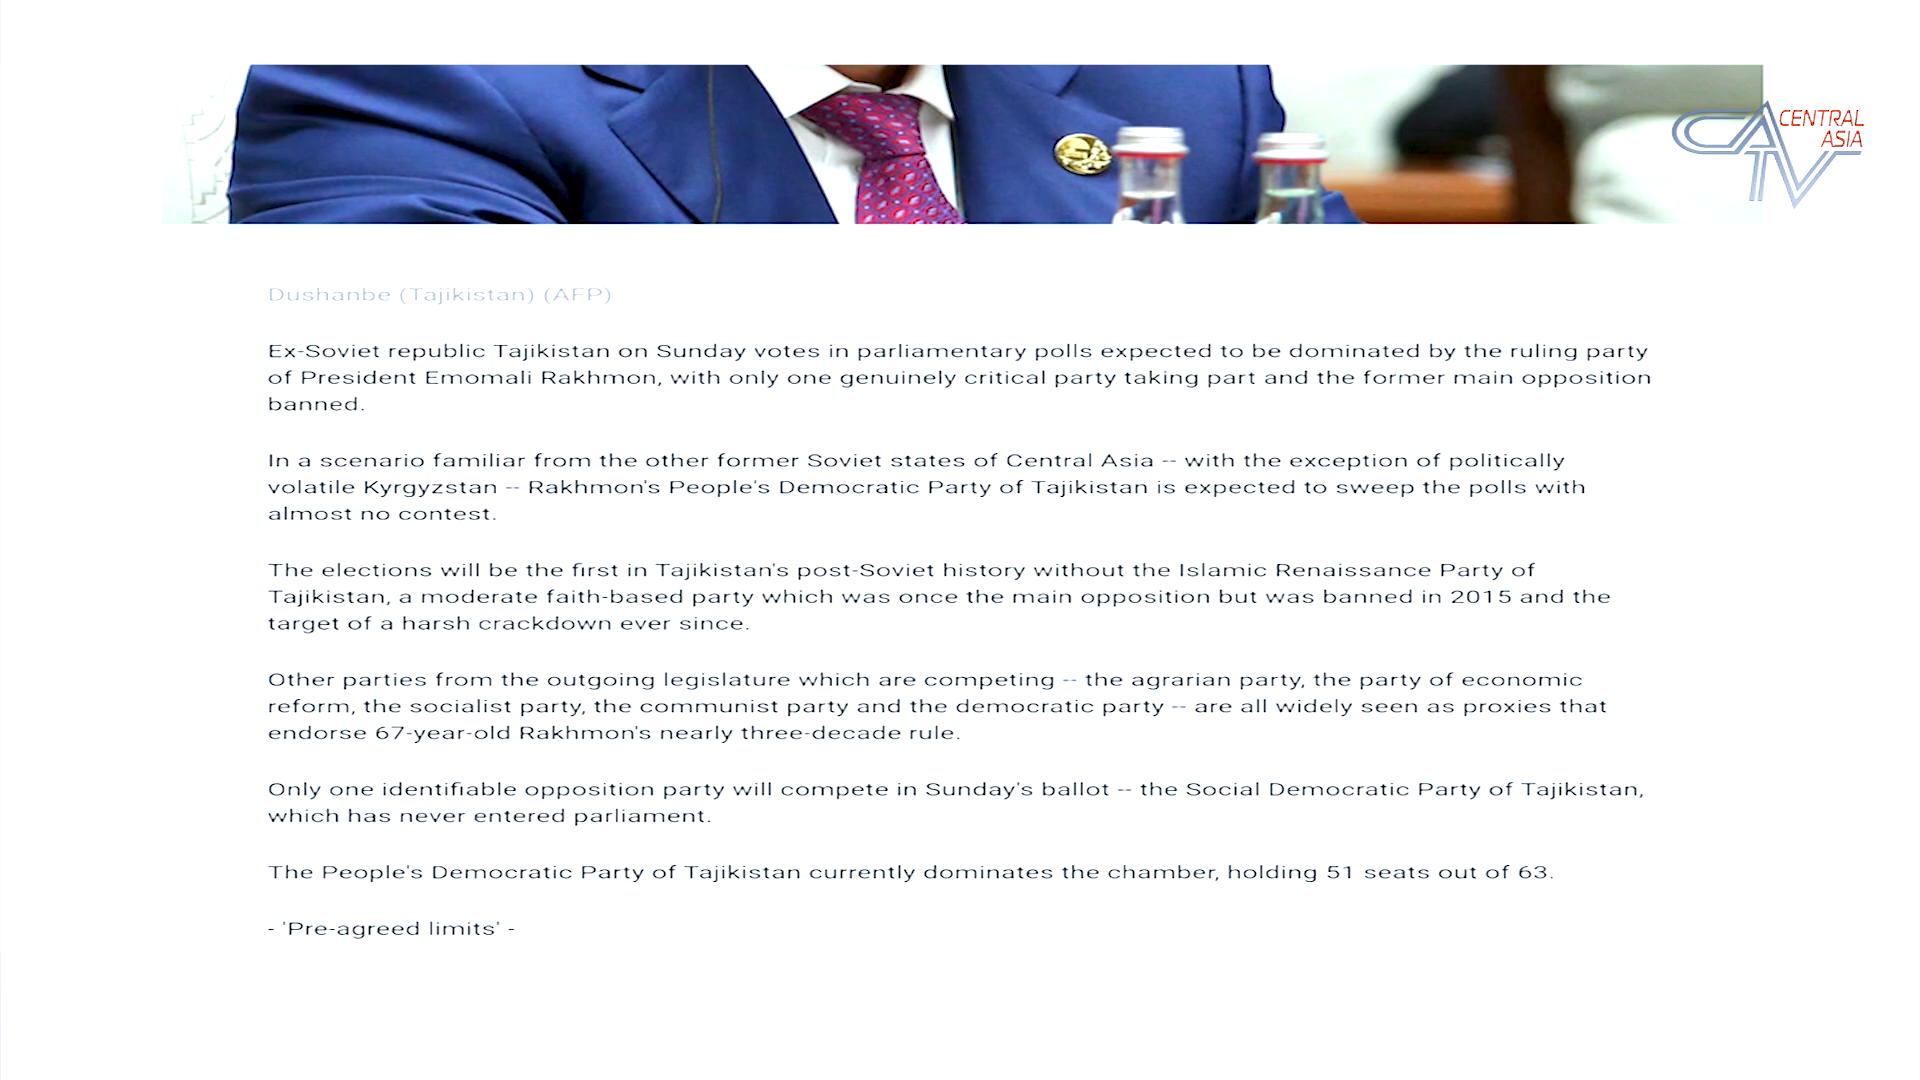 CATV CENTRAL
ASIA
Dushanbe (Tajikistan) (AFP)
Ex-Soviet republic Tajikistan on Sunday votes in parliamentary polls expected to be dominated by the ruling party
of President Emomali Rakhmon, with only one genuinely critical party taking part and the former main opposition
banned.
In a scenario familiar from the other former Soviet states of Central Asia -- with the exception of politically
volatile Kyrgyzstan -- Rakhmon's People's Democratic Party of Tajikistan is expected to sweep the polls with
almost no contest.
The elections will be the first in Tajikistan's post-Soviet history without the Islamic Renaissance Party of
Tajikistan, a moderate faith-based party which was once the main opposition but was banned in 2015 and the
target of a harsh crackdown ever since.
Other parties from the outgoing legislature which are competing -- the agrarian party, the party of economic
reform, the socialist party, the communist party and the democratic party -- are all widely seen as proxies that
endorse 67-year-old Rakhmon's nearly three-decade rule.
Only one identifiable opposition party will compete in Sunday's ballot -- the Social Democratic Party of Tajikistan,
which has never entered parliament.
The People's Democratic Party of Tajikistan currently dominates the chamber, holding 51 seats out of 63.
- 'Pre-agreed limits' -